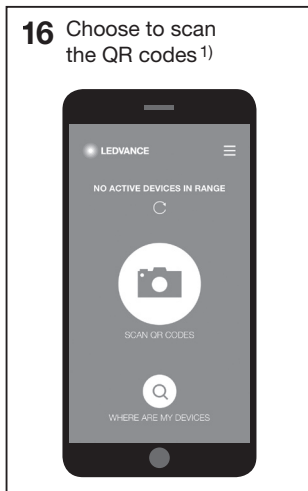 16 Choose to scan
the QR codes 1)
LEDVANCE
NO ACTIVE DEVICES IN RANGE
SCAN QR CODES
WHERE ARE MY DEVICES